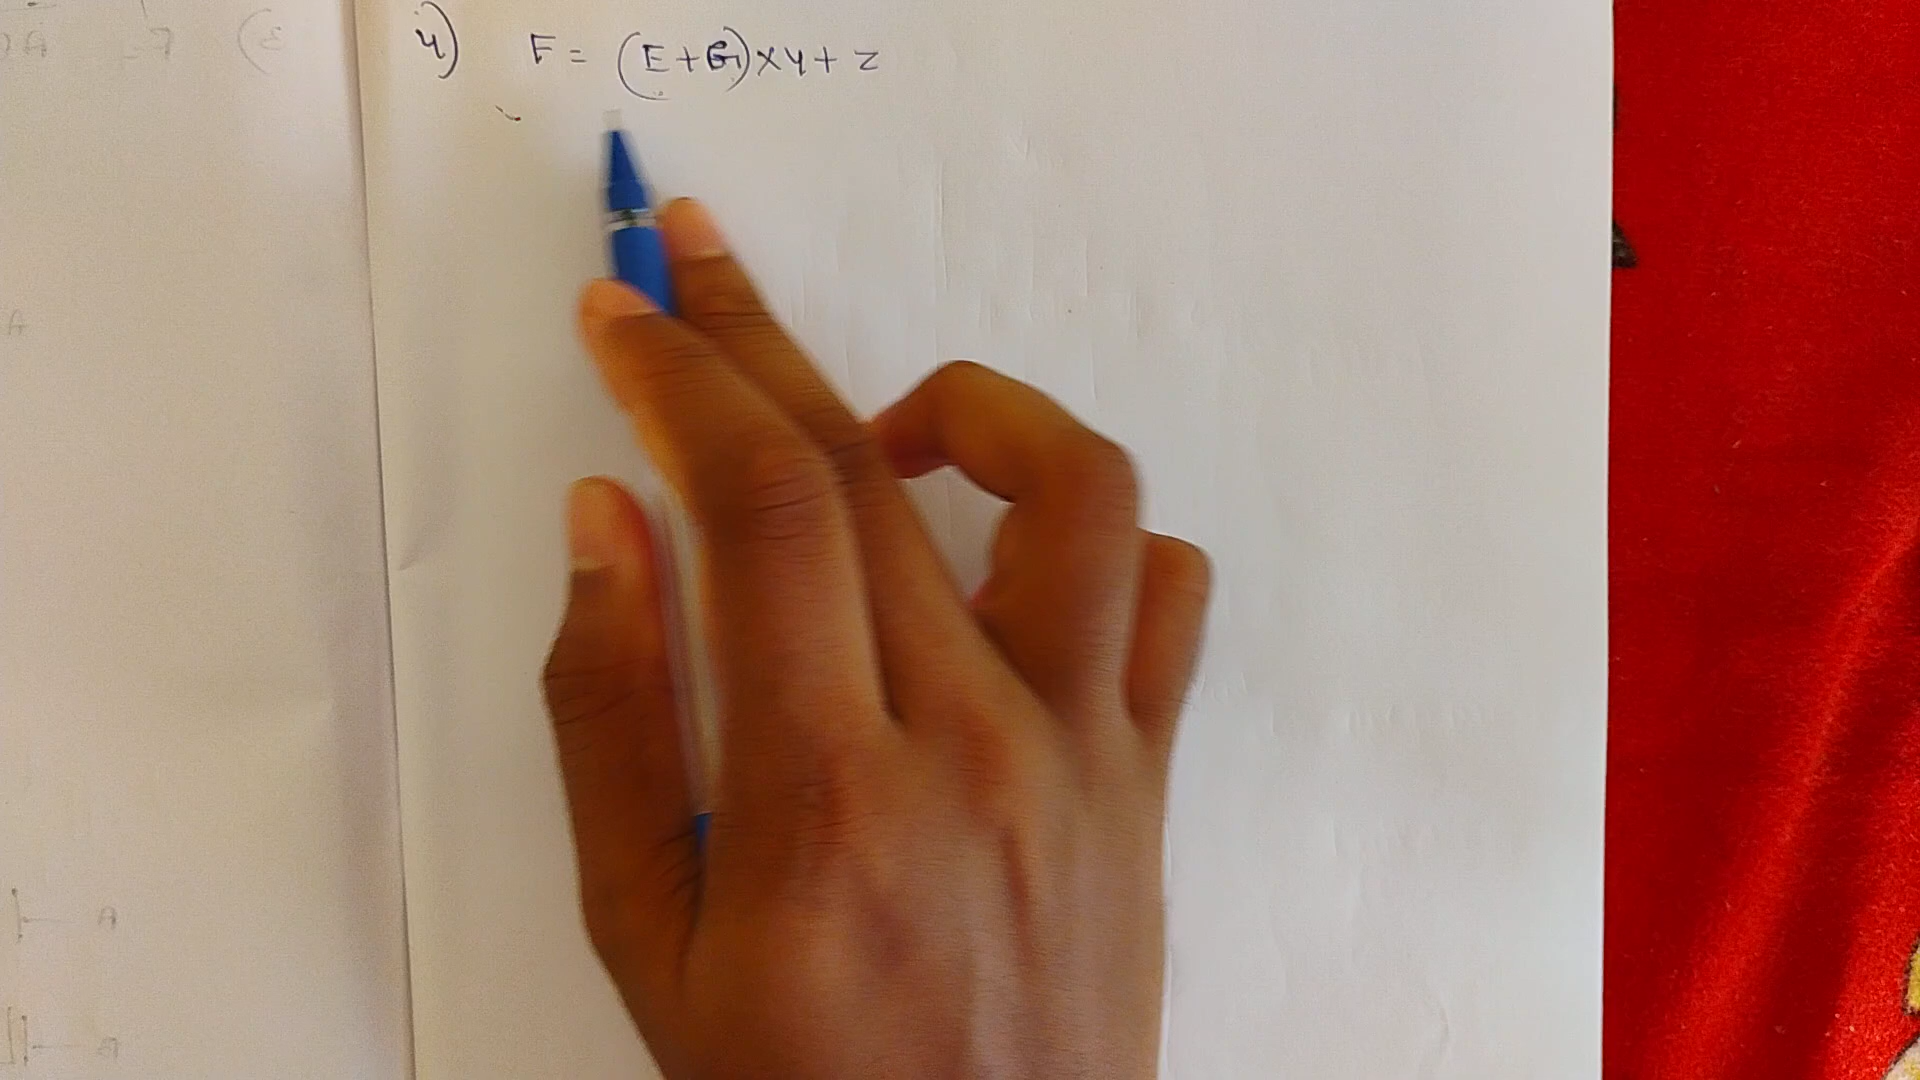 4) F = (E+G)xy+z